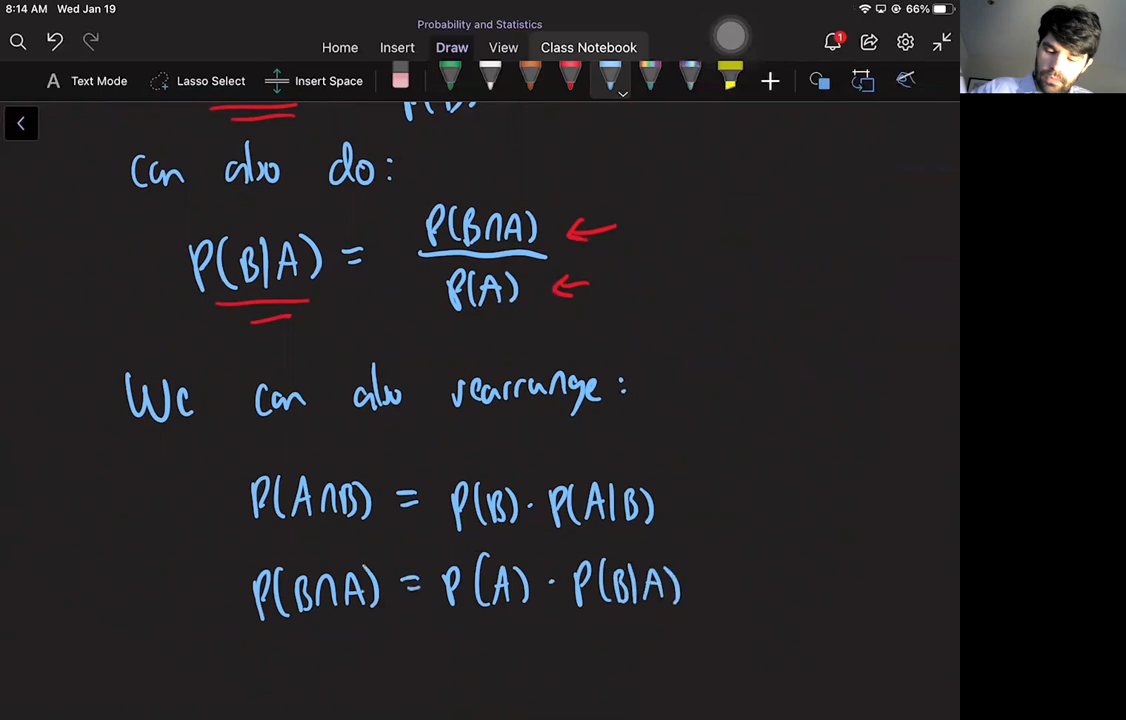 8:14 AM Wed Jan 19
66%
Probability and Statistics
Home Insert Draw View Class Notebook
1
A Text Mode Lasso Select Insert Space
P(B)
Can also do:
P(B|A) = P(B∩A)
P(A)
We can also rearrange:
P(A∩B) = P(B) · P(A|B)
P(B∩A) = P(A) · P(B|A)